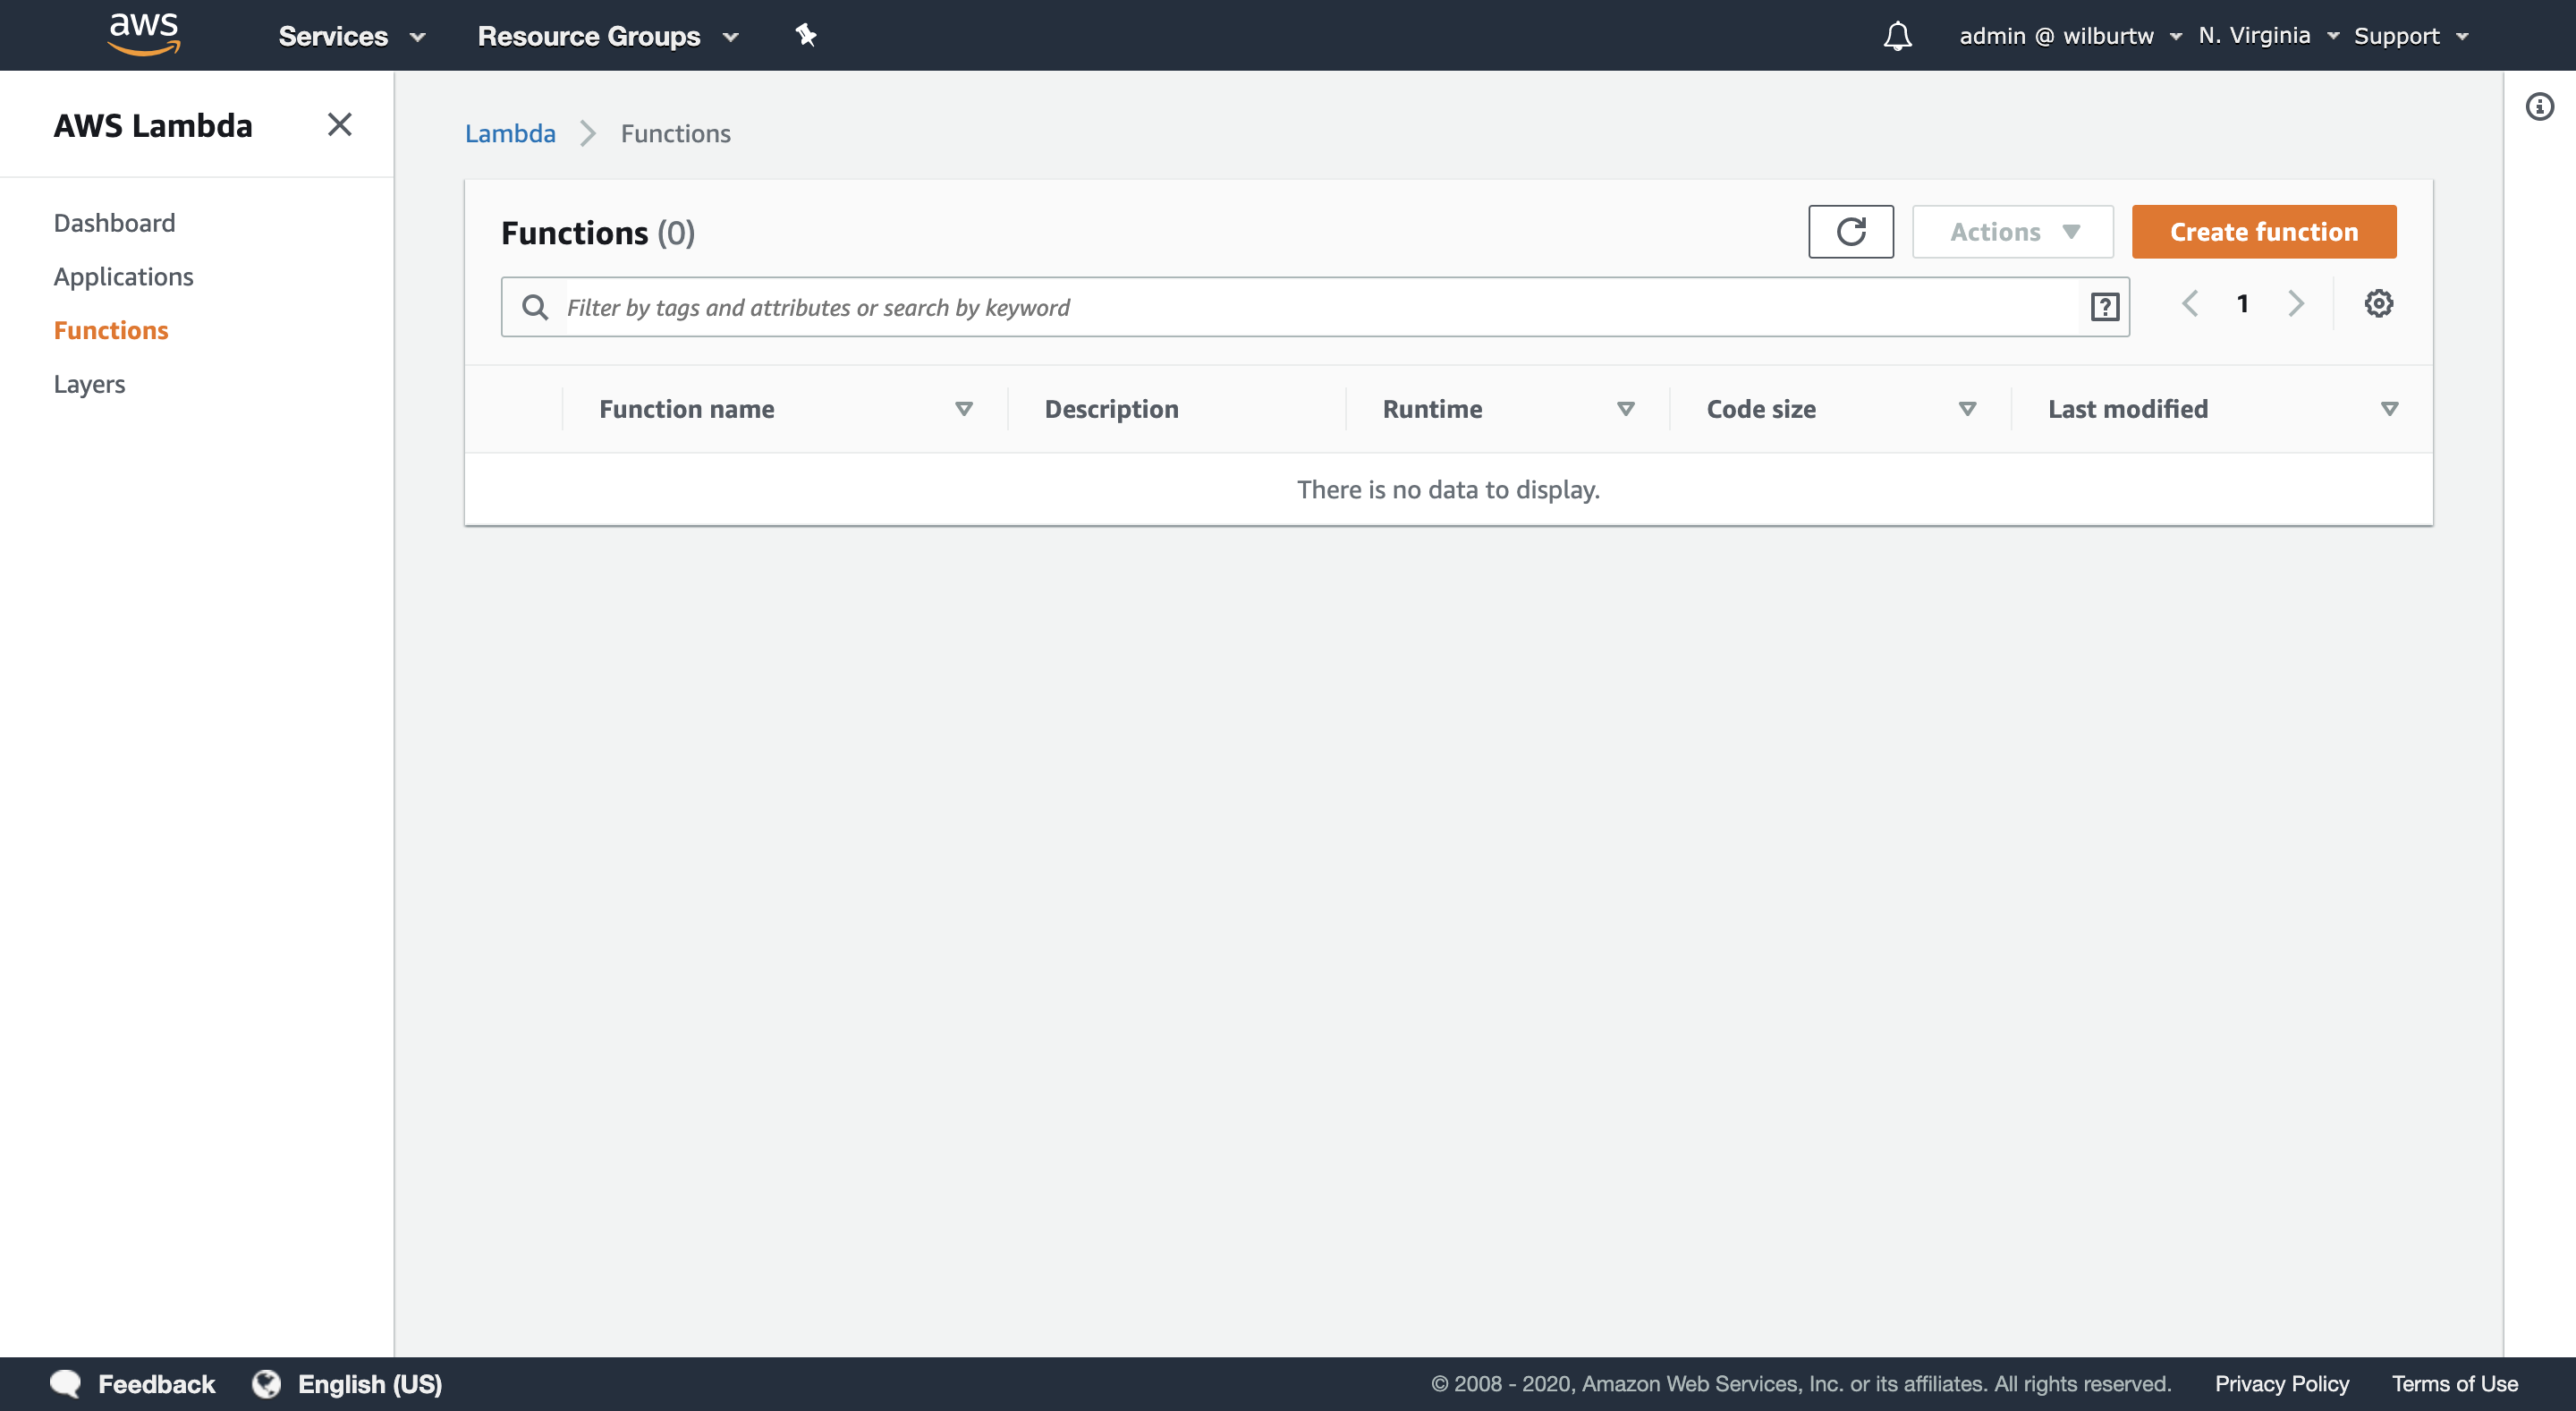 aws Services Resource Groups admin @ wilburtw N. Virginia Support
AWS Lambda
Dashboard
Applications
Functions
Layers
Lambda Functions
Functions (0) Actions Create function
Filter by tags and attributes or search by keyword ? 1
Function name Description Runtime Code size Last modified
There is no data to display.
Feedback English (US) © 2008 - 2020, Amazon Web Services, Inc. or its affiliates. All rights reserved. Privacy Policy Terms of Use